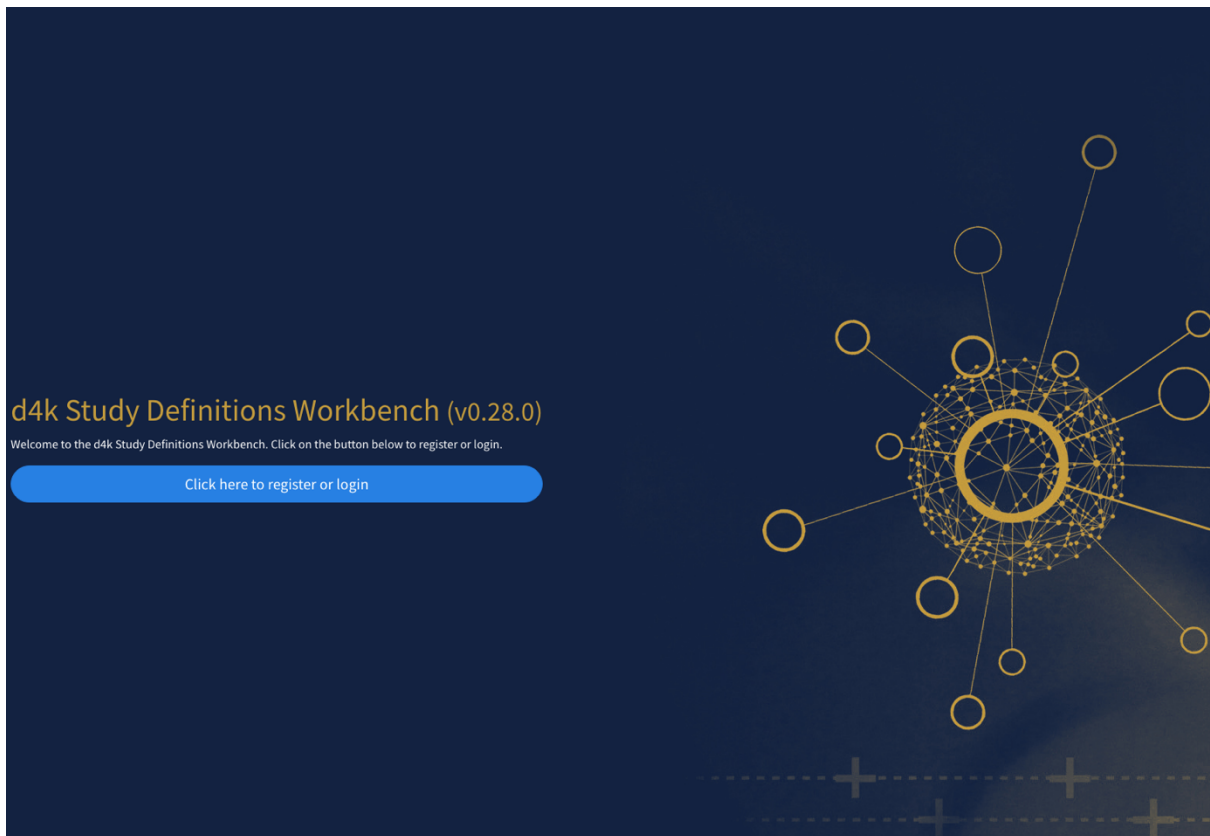 d4k Study Definitions Workbench (v0.28.0)
Welcome to the d4k Study Definitions Workbench. Click on the button below to register or login.
Click here to register or login